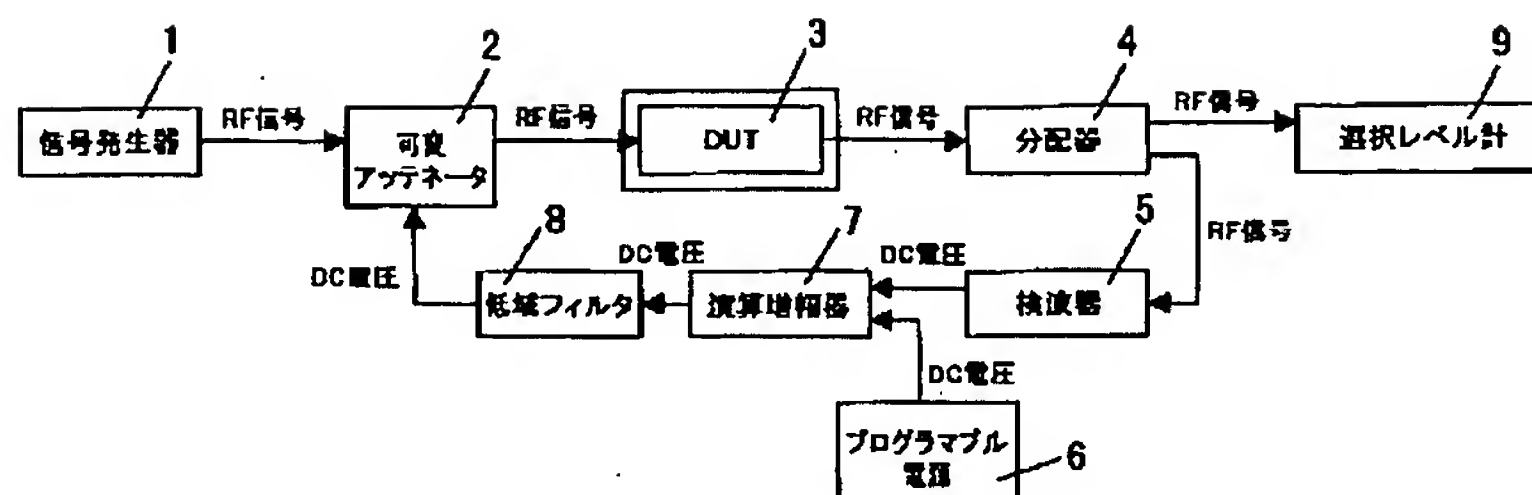 1
2
3
4
9
信号発生器
RF信号
可変
アッテネータ
RF信号
DUT
RF信号
分配器
RF信号
選択レベル計
RF信号
8
7
5
DC電圧
低域フィルタ
DC電圧
演算増幅器
DC電圧
検波器
DC電圧
プログラマブル
電源
6